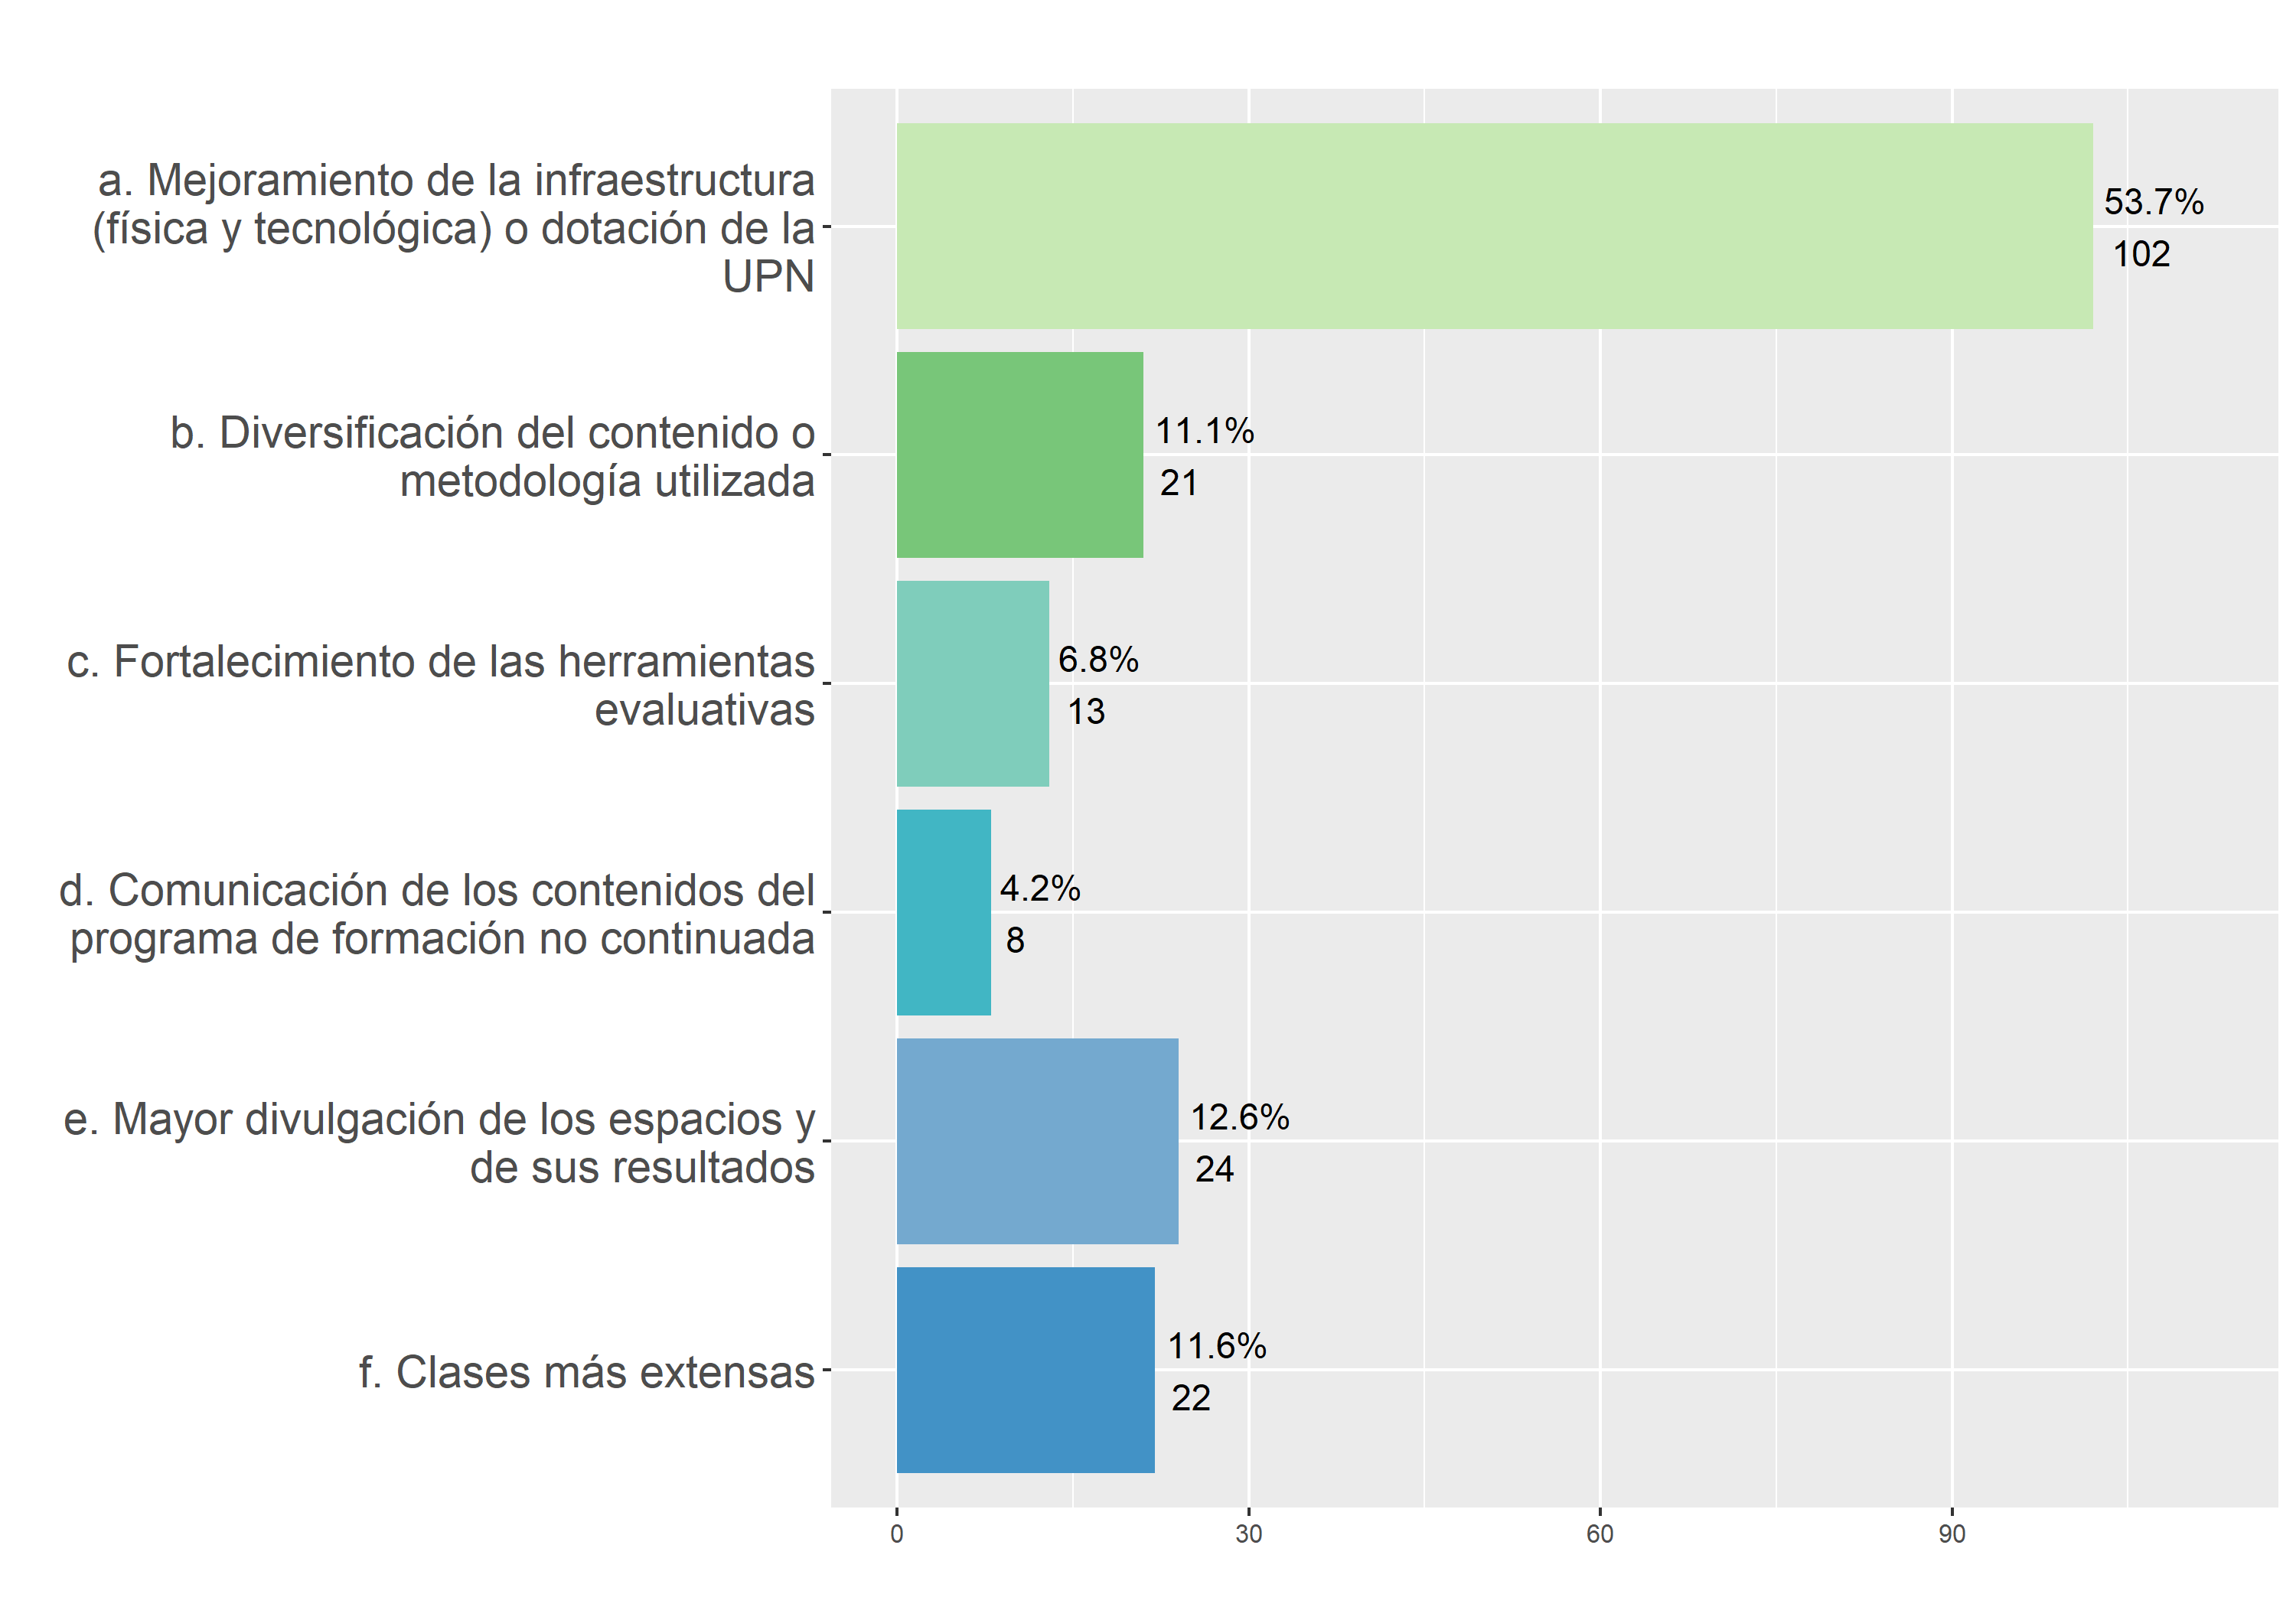 a. Mejoramiento de la infraestructura
(física y tecnológica) o dotación de la
UPN
53.7%
102
b. Diversificación del contenido o
metodología utilizada
11.1%
21
c. Fortalecimiento de las herramientas
evaluativas
6.8%
13
d. Comunicación de los contenidos del
programa de formación no continuada
4.2%
8
e. Mayor divulgación de los espacios y
de sus resultados
12.6%
24
f. Clases más extensas
11.6%
22
0 30 60 90